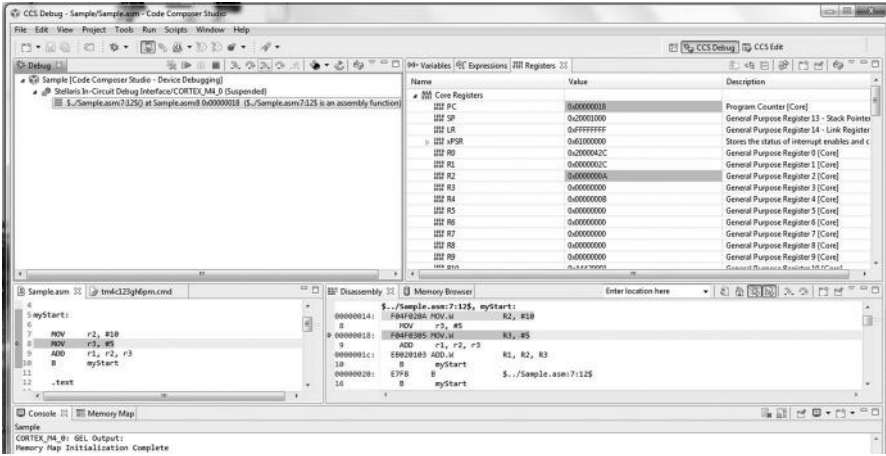 CCS Debug - Sample/Sample.asm - Code Composer Studio
File Edit View Project Tools Run Scripts Window Help
CCS Debug CCS Edit
Debug
Sample [Code Composer Studio - Device Debugging]
Stellaris In-Circuit Debug Interface/CORTEX_M4_0 (Suspended)
$../Sample.asm:7:12$() at Sample.asm:8 0x00000018 ($../Sample.asm:7:12$ is an assembly function)
Variables Expressions Registers
Name Value Description
Core Registers
PC 0x00000018 Program Counter [Core]
SP 0x20001000 General Purpose Register 13 - Stack Pointer
LR 0xFFFFFFFF General Purpose Register 14 - Link Register
xPSR 0x61000000 Stores the status of interrupt enables and c
R0 0x2000042C General Purpose Register 0 [Core]
R1 0x0000002C General Purpose Register 1 [Core]
R2 0x0000000A General Purpose Register 2 [Core]
R3 0x00000000 General Purpose Register 3 [Core]
R4 0x0000000B General Purpose Register 4 [Core]
R5 0x00000000 General Purpose Register 5 [Core]
R6 0x00000000 General Purpose Register 6 [Core]
R7 0x00000000 General Purpose Register 7 [Core]
R8 0x00000000 General Purpose Register 8 [Core]
R9 0x00000000 General Purpose Register 9 [Core]
Sample.asm tm4c123gh6pm.cmd
4
5 myStart:
6
7 MOV r2, #10
8 MOV r3, #5
9 ADD r1, r2, r3
10 B myStart
11
12 .text
Disassembly Memory Browser Enter location here
$../Sample.asm:7:12$, myStart:
00000014: F04F020A MOV.W R2, #10
8 MOV r3, #5
00000018: F04F0305 MOV.W R3, #5
9 ADD r1, r2, r3
0000001c: EB020103 ADD.W R1, R2, R3
10 B myStart
00000020: E7F8 B $../Sample.asm:7:12$
16 B myStart
Console Memory Map
Sample
CORTEX_M4_0: GEL Output:
Memory Map Initialization Complete